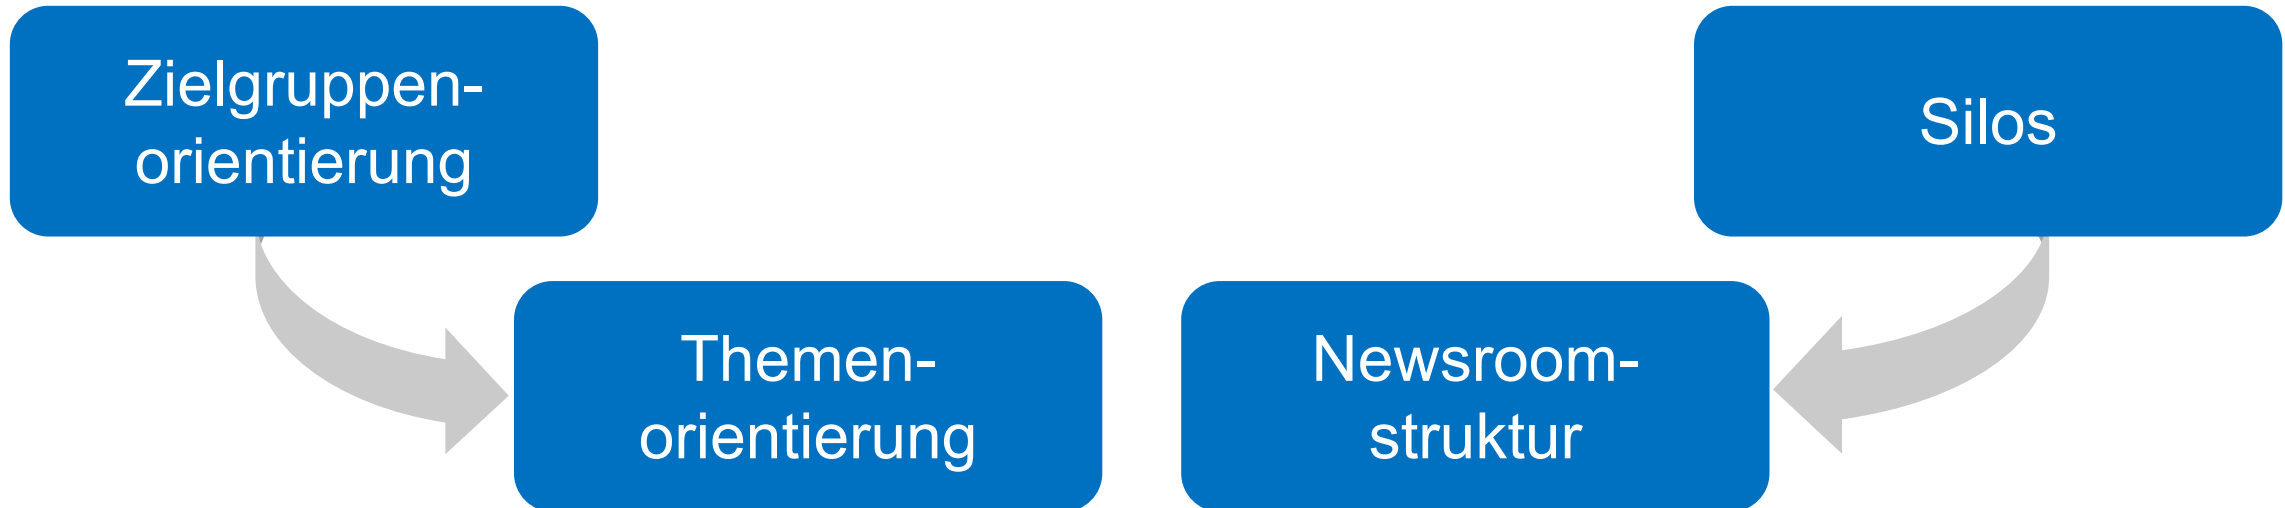 Zielgruppen-
orientierung
Silos
Themen-
orientierung
Newsroom-
struktur